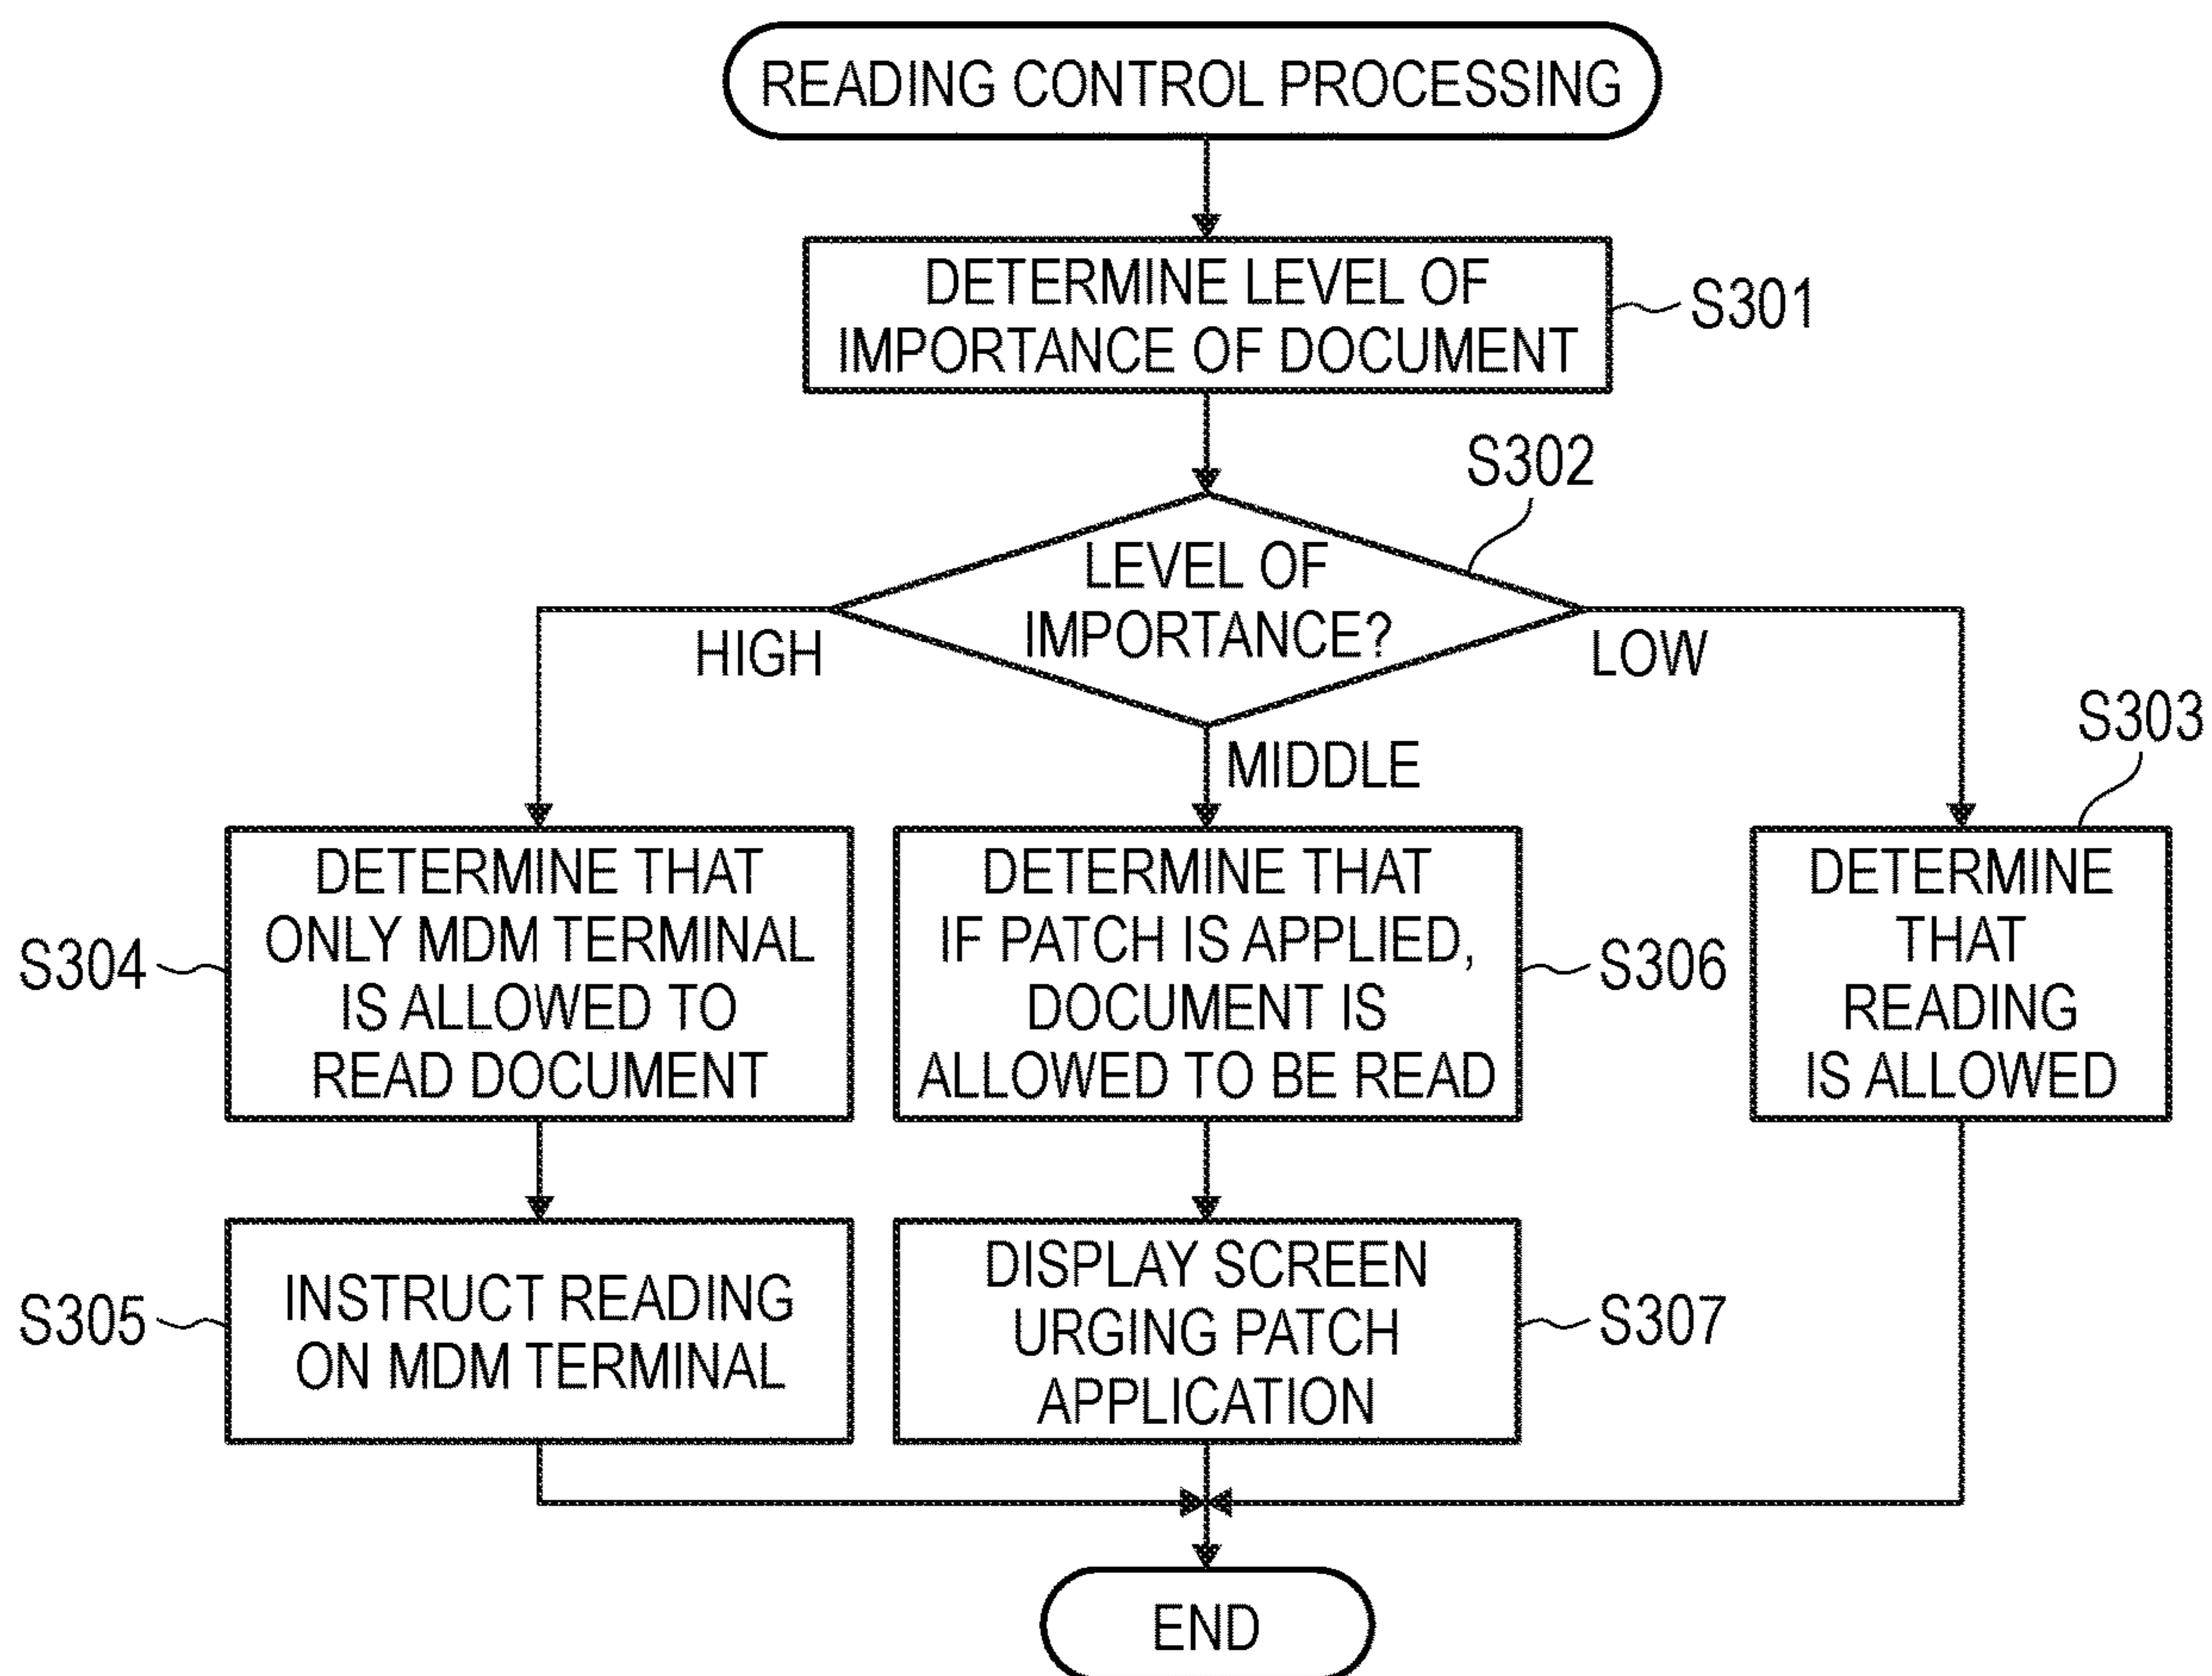 READING CONTROL PROCESSING
DETERMINE LEVEL OF
IMPORTANCE OF DOCUMENT
S301
S302
LEVEL OF
IMPORTANCE?
HIGH
LOW
MIDDLE
S303
DETERMINE THAT
ONLY MDM TERMINAL
IS ALLOWED TO
READ DOCUMENT
S304
DETERMINE THAT
IF PATCH IS APPLIED,
DOCUMENT IS
ALLOWED TO BE READ
S306
DETERMINE
THAT
READING
IS ALLOWED
INSTRUCT READING
ON MDM TERMINAL
S305
DISPLAY SCREEN
URGING PATCH
APPLICATION
S307
END